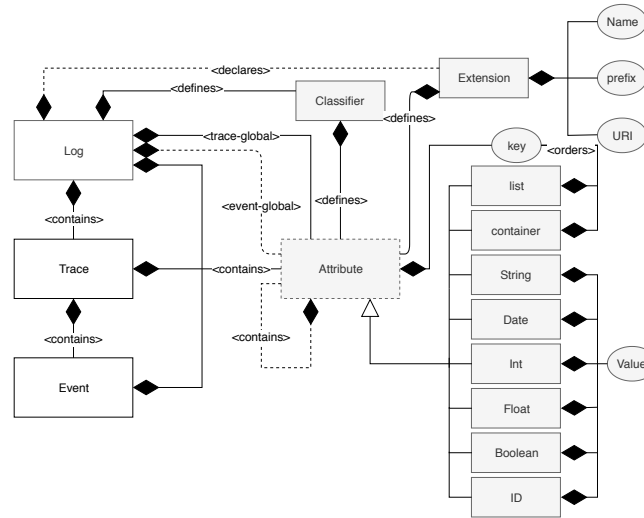 Name
<declares>
Extension
prefix
<defines>
Classifier
<defines>
URI
<trace-global>
key
<orders>
Log
list
<event-global>
<defines>
<contains>
container
Trace
<contains>
Attribute
String
Date
<contains>
<contains>
Int
Value
Event
Float
Boolean
ID